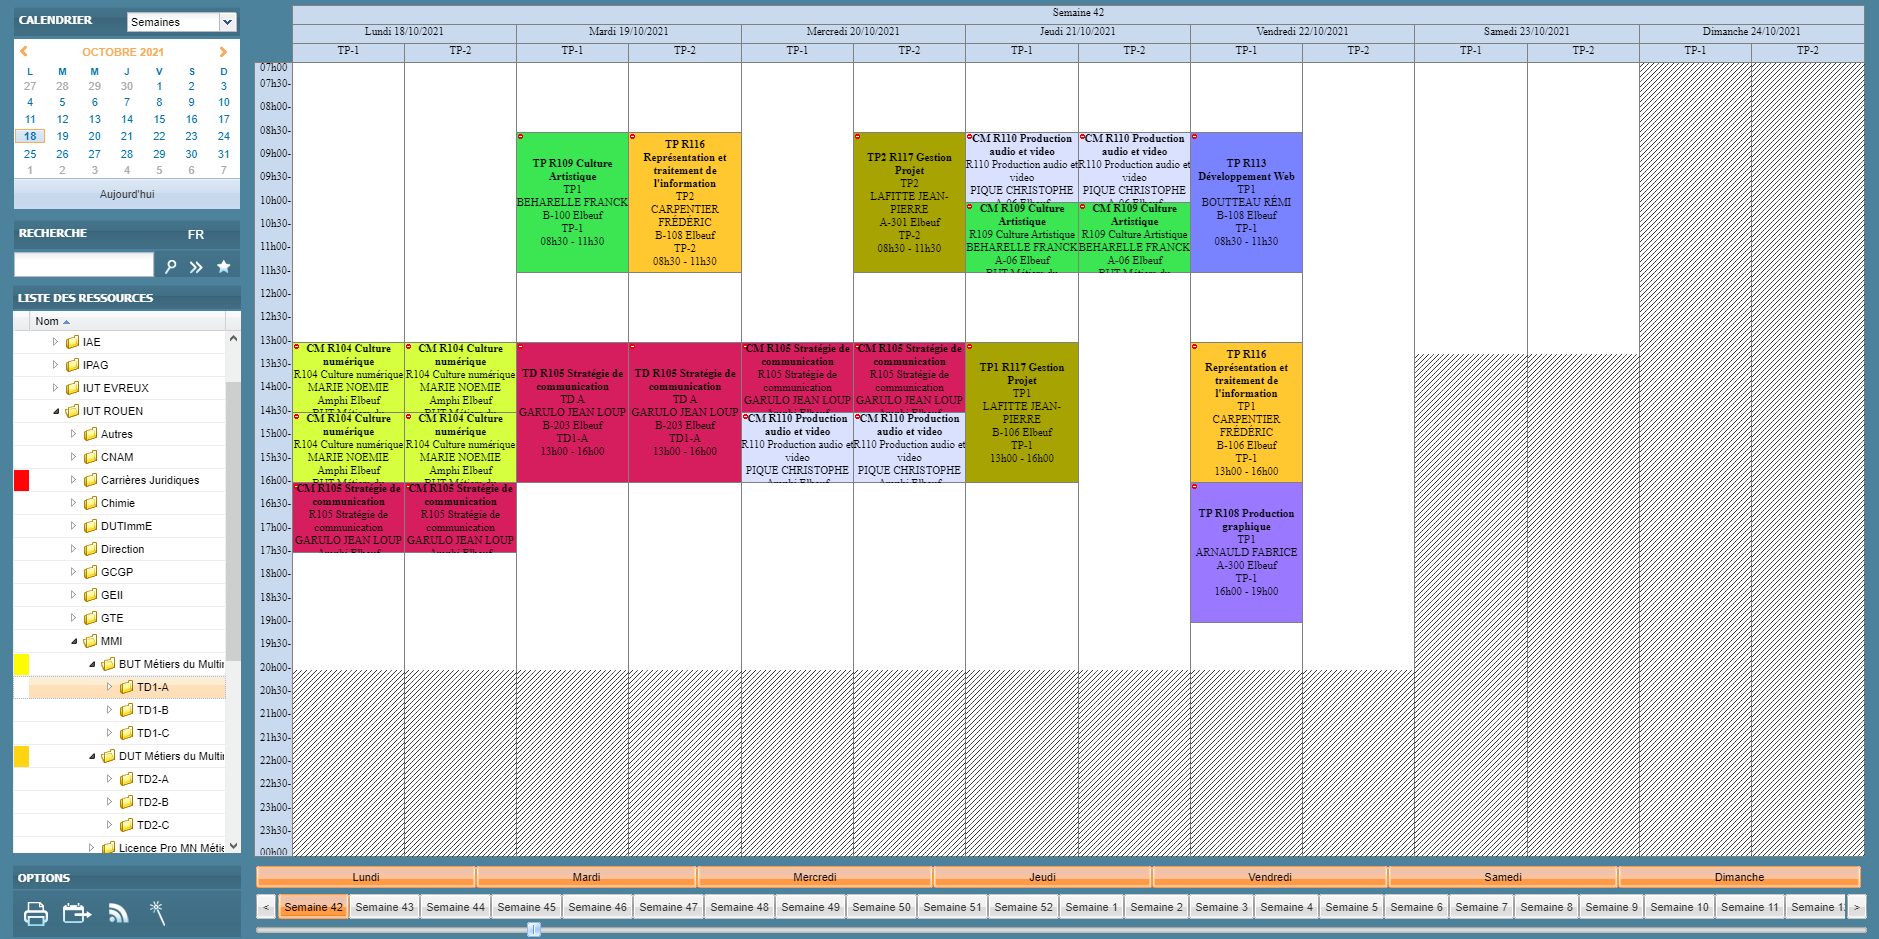 CALENDRIER
Semaines
OCTOBRE 2021
L M M J V S D
27 28 29 30 1 2 3
4 5 6 7 8 9 10
11 12 13 14 15 16 17
18 19 20 21 22 23 24
25 26 27 28 29 30 31
1 2 3 4 5 6 7
Aujourd'hui
RECHERCHE FR
LISTE DES RESSOURCES
Nom
IAE
IPAG
IUT EVREUX
IUT ROUEN
Autres
CNAM
Carrières Juridiques
Chimie
DUTImmE
Direction
GCGP
GEII
GTE
MMI
BUT Métiers du Multi
TD1-A
TD1-B
TD1-C
DUT Métiers du Multi
TD2-A
TD2-B
TD2-C
Licence Pro MN Métie
OPTIONS
Semaine 42
Lundi 18/10/2021 Mardi 19/10/2021 Mercredi 20/10/2021 Jeudi 21/10/2021 Vendredi 22/10/2021 Samedi 23/10/2021 Dimanche 24/10/2021
TP-1 TP-2 TP-1 TP-2 TP-1 TP-2 TP-1 TP-2 TP-1 TP-2 TP-1 TP-2 TP-1 TP-2
07h00
07h30-
08h00-
08h30-
09h00-
09h30-
10h00-
10h30-
11h00-
11h30-
12h00-
12h30-
13h00-
13h30-
14h00-
14h30-
15h00-
15h30-
16h00-
16h30-
17h00-
17h30-
18h00-
18h30-
19h00-
19h30-
20h00-
20h30-
21h00-
21h30-
22h00-
22h30-
23h00-
23h30-
00h00
CM R104 Culture
numérique
R104 Culture numérique
MARIE NOEMIE
Amphi Elbeuf
BUT Métiers du
CM R104 Culture
numérique
R104 Culture numérique
MARIE NOEMIE
Amphi Elbeuf
BUT Métiers du
CM R104 Culture
numérique
R104 Culture numérique
MARIE NOEMIE
Amphi Elbeuf
BUT Métiers du
CM R104 Culture
numérique
R104 Culture numérique
MARIE NOEMIE
Amphi Elbeuf
BUT Métiers du
CM R105 Stratégie de
communication
R105 Stratégie de
communication
GARULO JEAN LOUP
Amphi Elbeuf
CM R105 Stratégie de
communication
R105 Stratégie de
communication
GARULO JEAN LOUP
Amphi Elbeuf
TP R109 Culture
Artistique
TP1
BEHARELLE FRANCK
B-100 Elbeuf
TP-1
08h30 - 11h30
TP R116
Représentation et
traitement de
l'information
TP2
CARPENTIER
FRÉDÉRIC
B-108 Elbeuf
TP-2
08h30 - 11h30
TD R105 Stratégie de
communication
TD A
GARULO JEAN LOUP
B-203 Elbeuf
TD1-A
13h00 - 16h00
TD R105 Stratégie de
communication
TD A
GARULO JEAN LOUP
B-203 Elbeuf
TD1-A
13h00 - 16h00
TP2 R117 Gestion
Projet
TP2
LAFITTE JEAN-
PIERRE
A-301 Elbeuf
TP-2
08h30 - 11h30
CM R105 Stratégie de
communication
R105 Stratégie de
communication
GARULO JEAN LOUP
Amphi Elbeuf
CM R105 Stratégie de
communication
R105 Stratégie de
communication
GARULO JEAN LOUP
Amphi Elbeuf
CM R110 Production
audio et video
R110 Production audio et
video
PIQUE CHRISTOPHE
Amphi Elbeuf
CM R110 Production
audio et video
R110 Production audio et
video
PIQUE CHRISTOPHE
Amphi Elbeuf
CM R110 Production
audio et video
R110 Production audio et
video
PIQUE CHRISTOPHE
A-06 Elbeuf
CM R110 Production
audio et video
R110 Production audio et
video
PIQUE CHRISTOPHE
A-06 Elbeuf
CM R109 Culture
Artistique
R109 Culture Artistique
BEHARELLE FRANCK
A-06 Elbeuf
BUT Métiers du
CM R109 Culture
Artistique
R109 Culture Artistique
BEHARELLE FRANCK
A-06 Elbeuf
BUT Métiers du
TP1 R117 Gestion
Projet
TP1
LAFITTE JEAN-
PIERRE
B-106 Elbeuf
TP-1
13h00 - 16h00
TP R113
Développement Web
TP1
BOUTTEAU RÉMI
B-108 Elbeuf
TP-1
08h30 - 11h30
TP R116
Représentation et
traitement de
l'information
TP1
CARPENTIER
FRÉDÉRIC
B-106 Elbeuf
TP-1
13h00 - 16h00
TP R108 Production
graphique
TP1
ARNAULD FABRICE
A-300 Elbeuf
TP-1
16h00 - 19h00
Lundi Mardi Mercredi Jeudi Vendredi Samedi Dimanche
< Semaine 42 Semaine 43 Semaine 44 Semaine 45 Semaine 46 Semaine 47 Semaine 48 Semaine 49 Semaine 50 Semaine 51 Semaine 52 Semaine 1 Semaine 2 Semaine 3 Semaine 4 Semaine 5 Semaine 6 Semaine 7 Semaine 8 Semaine 9 Semaine 10 Semaine 11 Semaine 1 >